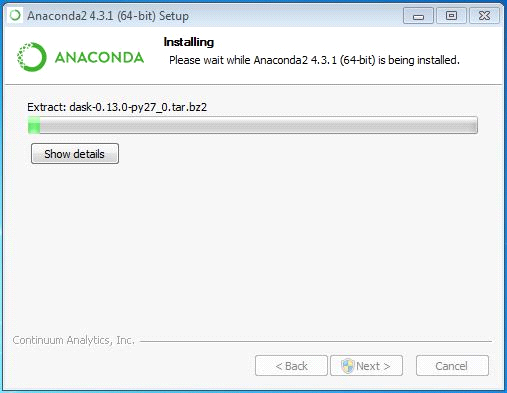 Anaconda2 4.3.1 (64-bit) Setup
Installing
Please wait while Anaconda2 4.3.1 (64-bit) is being installed.
ANACONDA
Extract: dask-0.13.0-py27_0.tar.bz2
Show details
Continuum Analytics, Inc.
< Back
Next >
Cancel